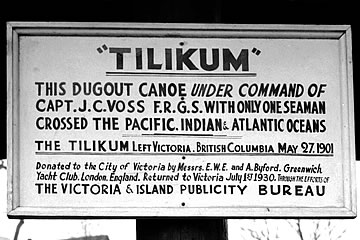 "TILIKUM"
THIS DUGOUT CANOE UNDER COMMAND OF
CAPT. J.C. VOSS F.R.G.S. WITH ONLY ONE SEAMAN
CROSSED THE PACIFIC, INDIAN & ATLANTIC OCEANS
THE TILIKUM LEFT VICTORIA, BRITISH COLUMBIA MAY 27, 1901
Donated to the City of Victoria by Messrs. E.W.E. and A. Byford, Greenwich
Yacht Club, London, England. Returned to Victoria July 1st 1930. THROUGH THE EFFORTS OF
THE VICTORIA & ISLAND PUBLICITY BUREAU